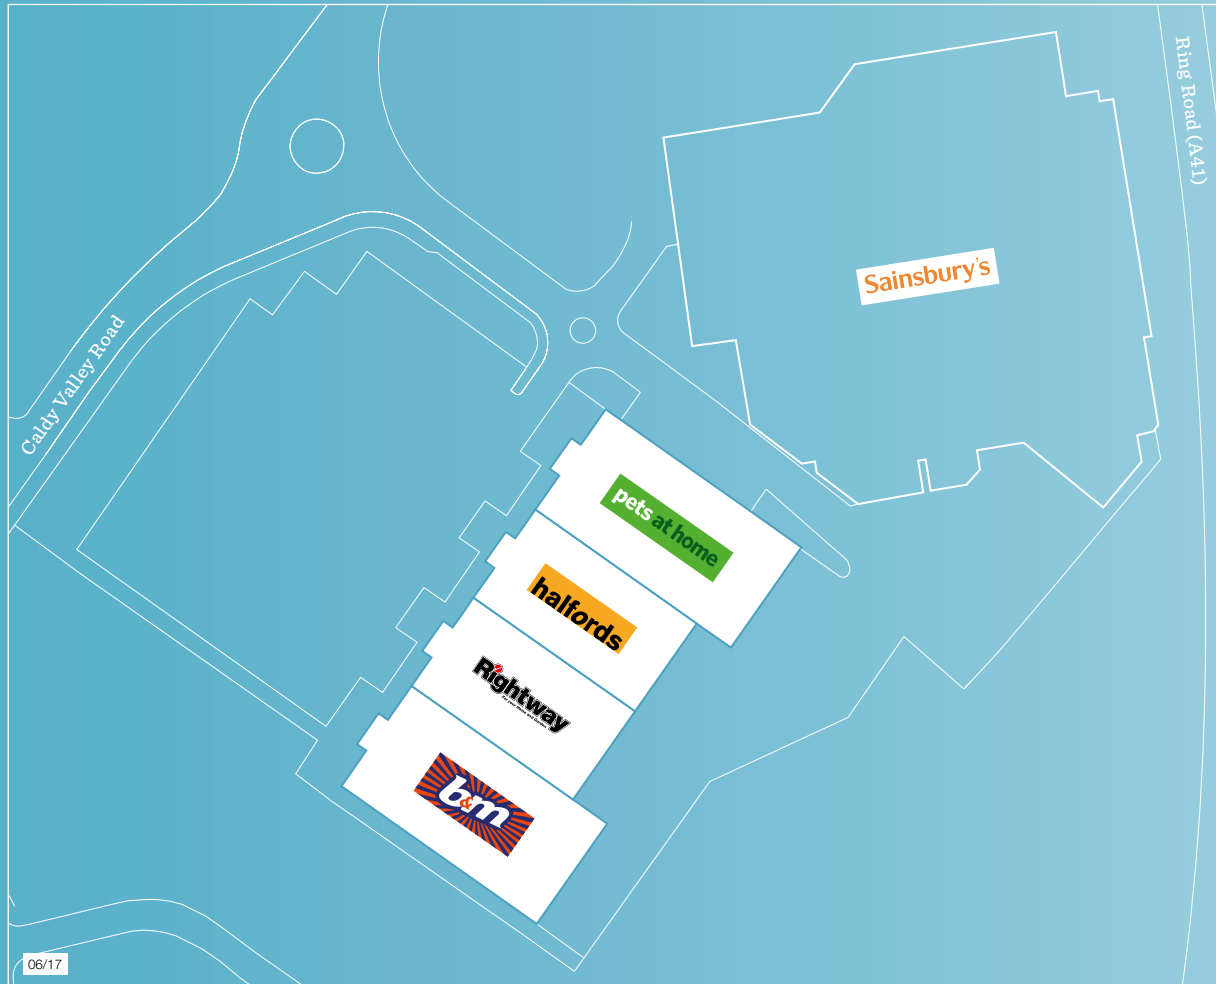 Ring Road (A41)
Sainsbury's
Caldy Valley Road
pets at home
halfords
Rightway
b&m
06/17